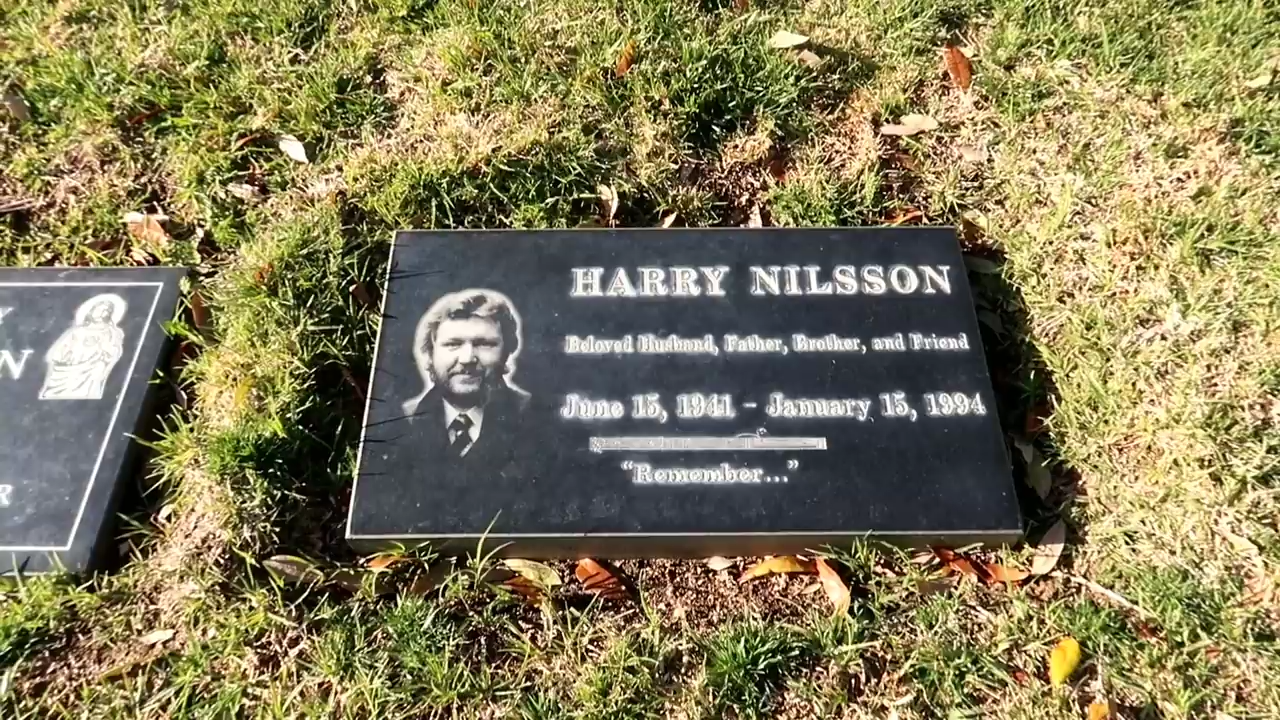 N
R
HARRY NILSSON
Beloved Husband, Father, Brother, and Friend
June 15, 1941 - January 15, 1994
"Remember..."